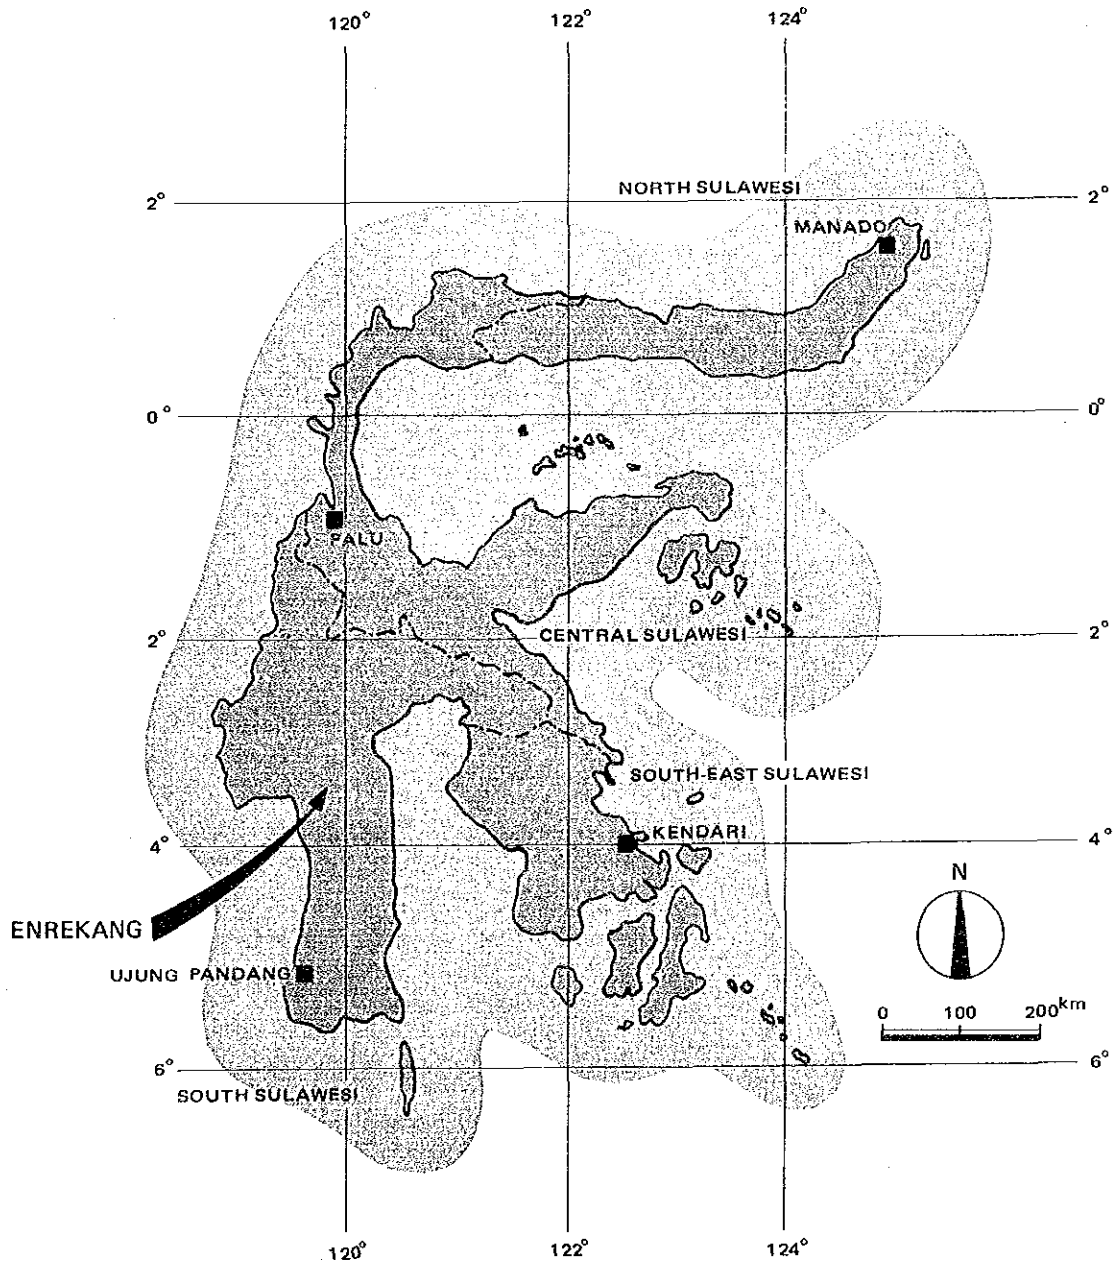 120° 122° 124°
NORTH SULAWESI
2° 2°
MANADO
0° 0°
PALU
2° CENTRAL SULAWESI 2°
SOUTH-EAST SULAWESI
KENDARI
4° 4°
N
ENREKANG
UJUNG PANDANG
0 100 200km
6° 6°
SOUTH SULAWESI
120° 122° 124°